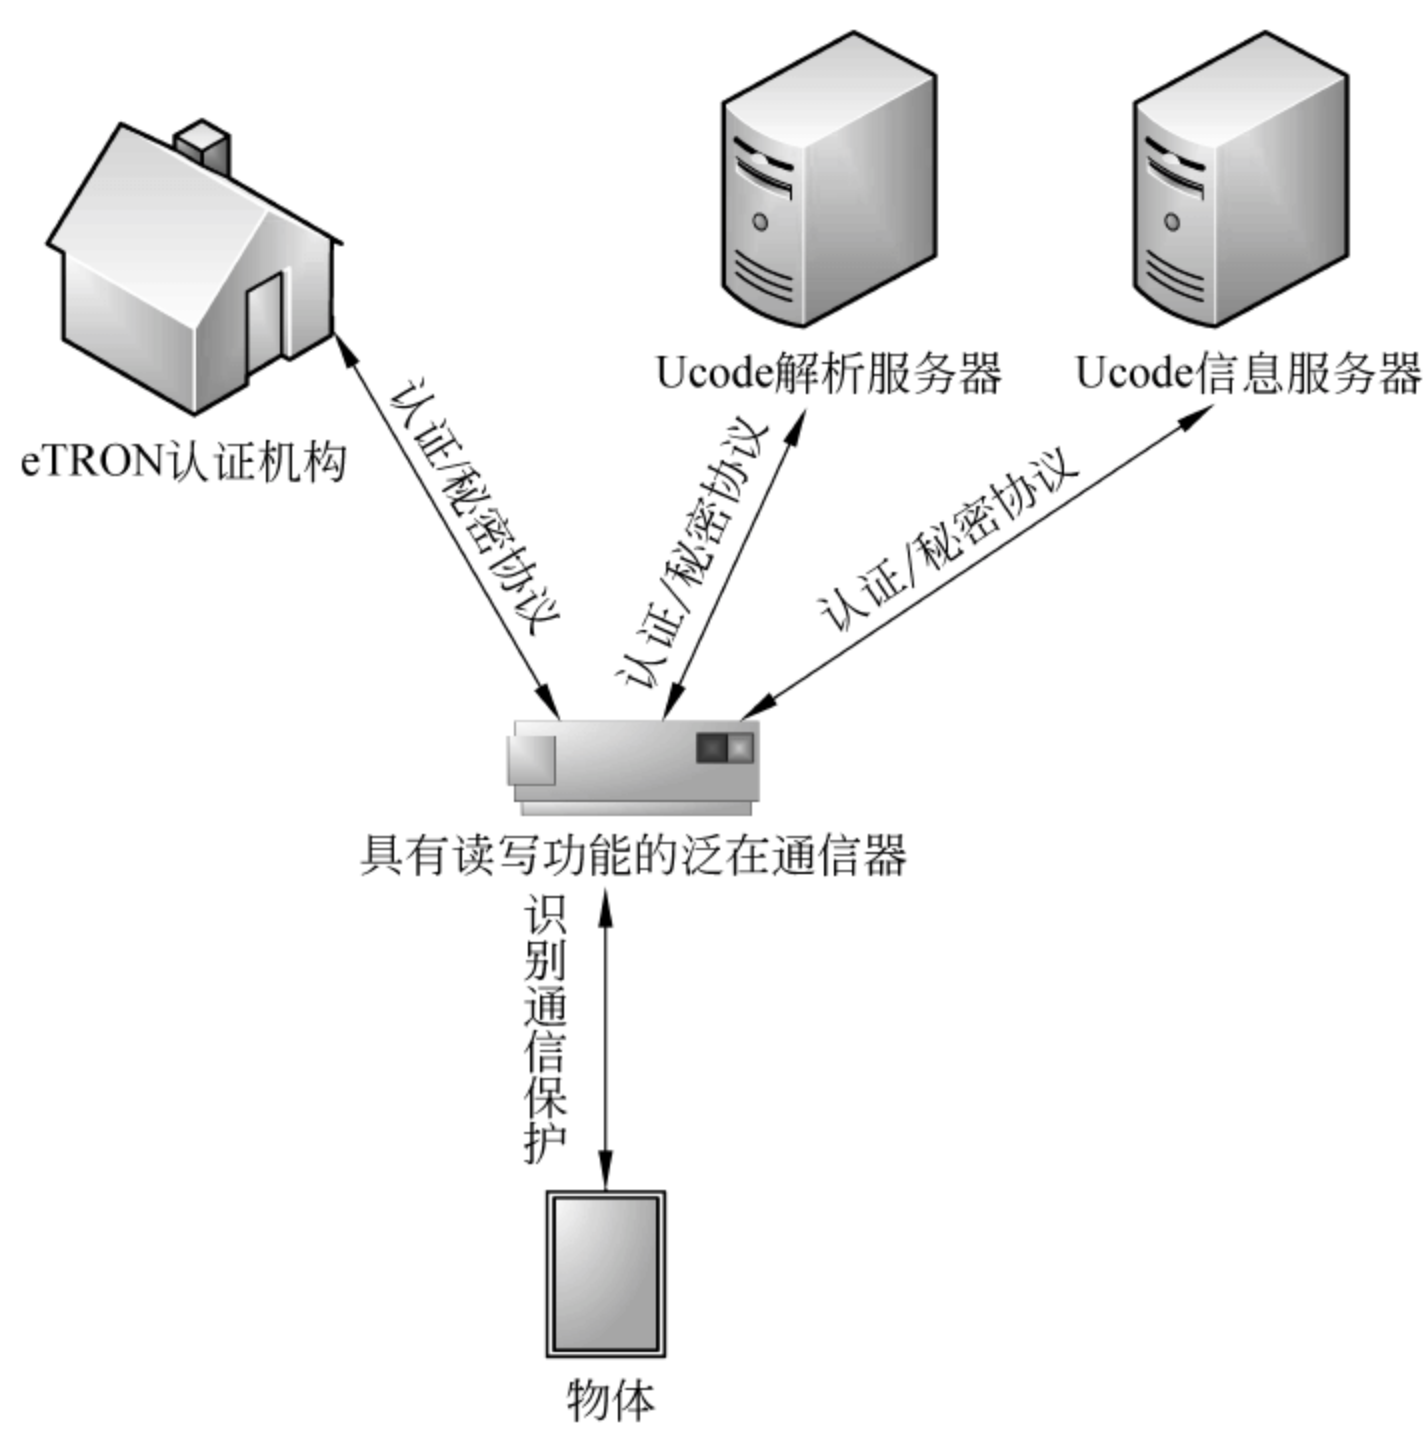 Ucode解析服务器
Ucode信息服务器
eTRON认证机构
认证/秘密协议
认证/秘密协议
认证/秘密协议
具有读写功能的泛在通信器
识别通信保护
物体